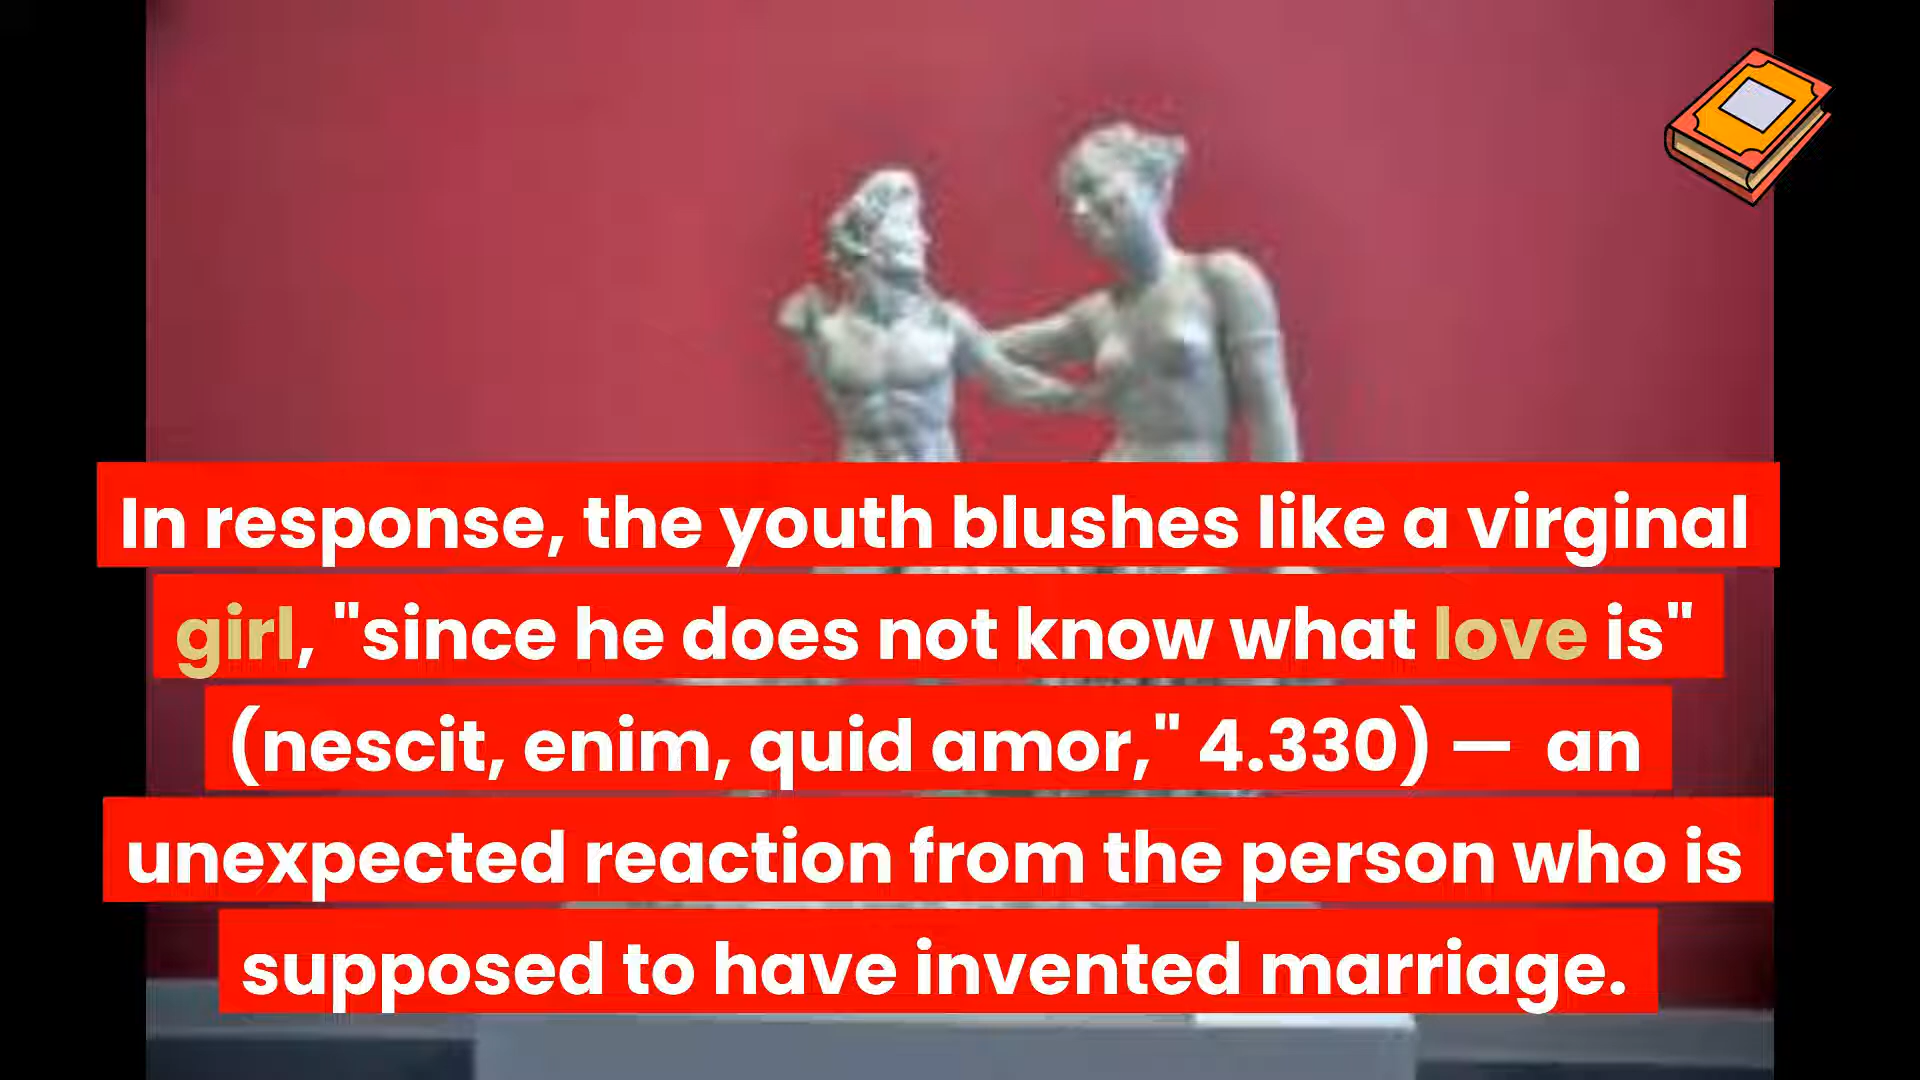 In response, the youth blushes like a virginal
girl, "since he does not know what love is"
(nescit, enim, quid amor," 4.330) — an
unexpected reaction from the person who is
supposed to have invented marriage.